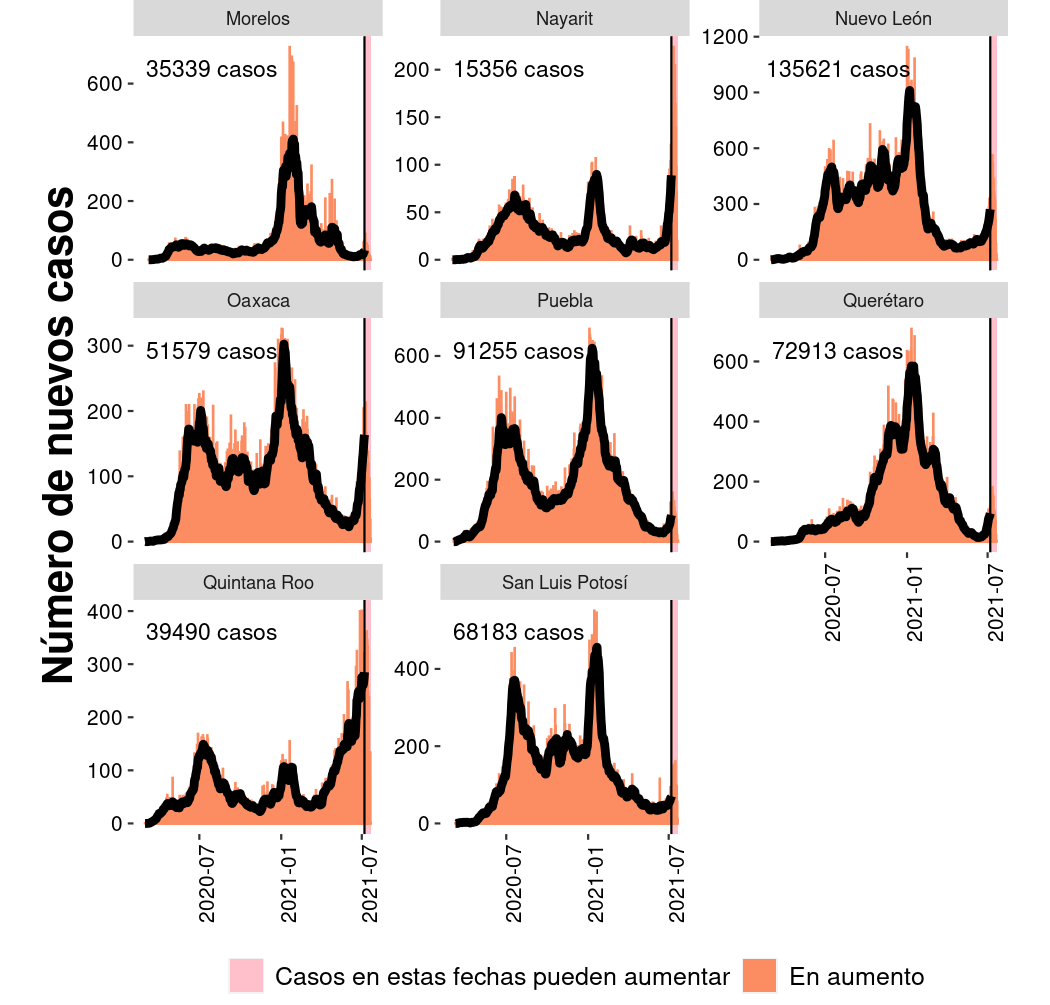 Morelos
Nayarit
Nuevo León
35339 casos
15356 casos
135621 casos
600
400
200
0
200
150
100
50
0
1200
900
600
300
0
Número de nuevos casos
Oaxaca
Puebla
Querétaro
51579 casos
91255 casos
72913 casos
300
200
100
0
600
400
200
0
600
400
200
0
2020-07
2021-01
2021-07
Quintana Roo
San Luis Potosí
39490 casos
68183 casos
400
300
200
100
0
400
200
0
2020-07
2021-01
2021-07
2020-07
2021-01
2021-07
Casos en estas fechas pueden aumentar
En aumento